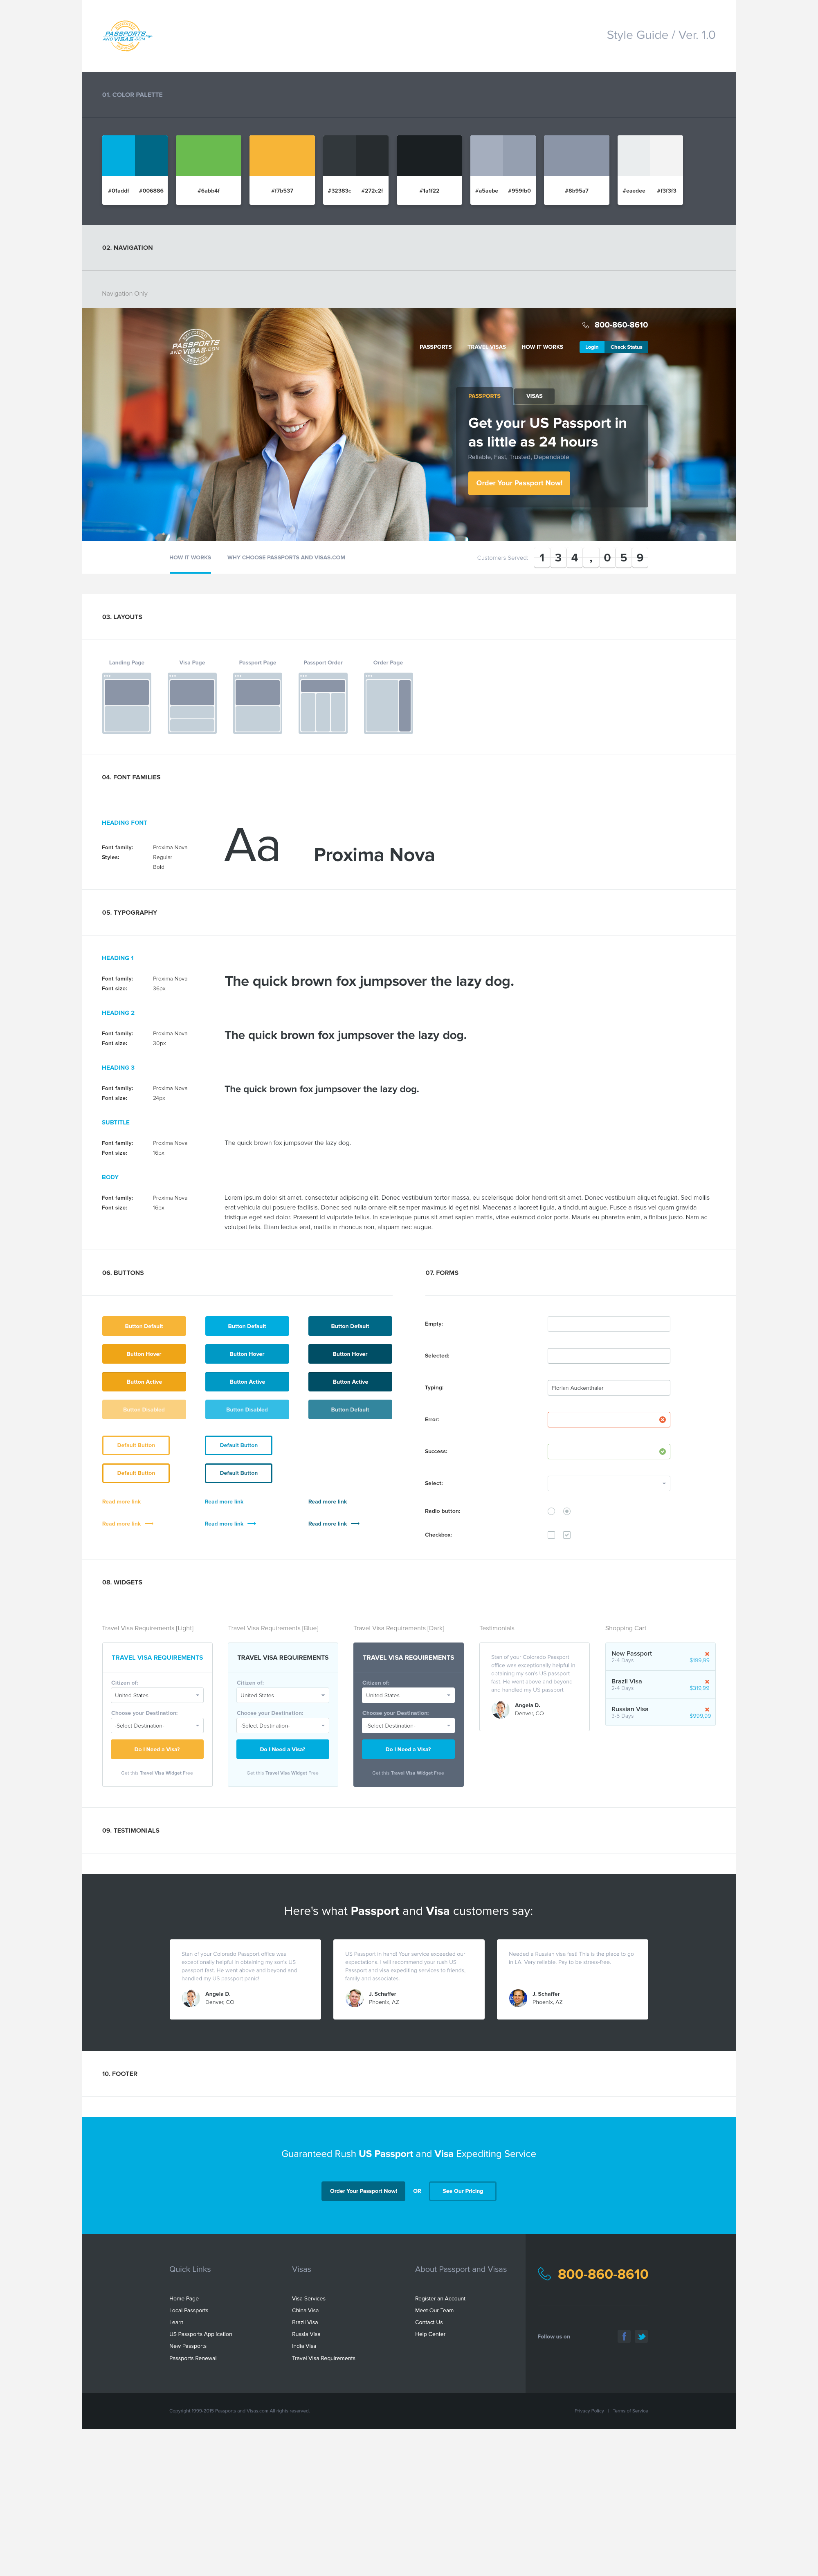 PASSPORTS
AND VISAS.COM
Style Guide / Ver. 1.0
01. COLOR PALETTE
#01addf #006886 #6abb4f #f7b537 #32383c #272c2f #1a1f22 #a5aebe #959fb0 #8b95a7 #eaedee #f3f3f3
02. NAVIGATION
Navigation Only
800-860-8610
PASSPORTS
AND VISAS.COM
PASSPORTS TRAVEL VISAS HOW IT WORKS Login Check Status
PASSPORTS VISAS
Get your US Passport in
as little as 24 hours
Reliable, Fast, Trusted, Dependable
Order Your Passport Now!
HOW IT WORKS WHY CHOOSE PASSPORTS AND VISAS.COM Customers Served: 134,059
03. LAYOUTS
Landing Page Visa Page Passport Page Passport Order Order Page
04. FONT FAMILIES
HEADING FONT
Font family: Proxima Nova
Styles: Regular
Bold
Aa Proxima Nova
05. TYPOGRAPHY
HEADING 1
Font family: Proxima Nova
Font size: 36px
The quick brown fox jumpsover the lazy dog.
HEADING 2
Font family: Proxima Nova
Font size: 30px
The quick brown fox jumpsover the lazy dog.
HEADING 3
Font family: Proxima Nova
Font size: 24px
The quick brown fox jumpsover the lazy dog.
SUBTITLE
Font family: Proxima Nova
Font size: 16px
The quick brown fox jumpsover the lazy dog.
BODY
Font family: Proxima Nova
Font size: 16px
Lorem ipsum dolor sit amet, consectetur adipiscing elit. Donec vestibulum tortor massa, eu scelerisque dolor hendrerit sit amet. Donec vestibulum aliquet feugiat. Sed mollis
erat vehicula dui posuere facilisis. Donec sed nulla ornare elit semper maximus id eget nisl. Maecenas a laoreet ligula, a tincidunt augue. Fusce a risus vel quam gravida
tristique eget sed dolor. Praesent id vulputate tellus. In scelerisque purus sit amet sapien mattis, vitae euismod dolor porta. Mauris eu pharetra enim, a finibus justo. Nam ac
volutpat felis. Etiam lectus erat, mattis in rhoncus non, aliquam nec augue.
06. BUTTONS
Button Default Button Default Button Default
Button Hover Button Hover Button Hover
Button Active Button Active Button Active
Button Disabled Button Disabled Button Default
Default Button Default Button
Default Button Default Button
Read more link Read more link Read more link
Read more link Read more link Read more link
07. FORMS
Empty:
Selected:
Typing: Florian Auckenthaler
Error:
Success:
Select:
Radio button:
Checkbox:
08. WIDGETS
Travel Visa Requirements [Light]
TRAVEL VISA REQUIREMENTS
Citizen of:
United States
Choose your Destination:
-Select Destination-
Do I Need a Visa?
Get this Travel Visa Widget Free
Travel Visa Requirements [Blue]
TRAVEL VISA REQUIREMENTS
Citizen of:
United States
Choose your Destination:
-Select Destination-
Do I Need a Visa?
Get this Travel Visa Widget Free
Travel Visa Requirements [Dark]
TRAVEL VISA REQUIREMENTS
Citizen of:
United States
Choose your Destination:
-Select Destination-
Do I Need a Visa?
Get this Travel Visa Widget Free
Testimonials
Stan of your Colorado Passport
office was exceptionally helpful in
obtaining my son's US passport
fast. He went above and beyond
and handled my US passport
Angela D.
Denver, CO
Shopping Cart
New Passport
2-4 Days $199.99
Brazil Visa
2-4 Days $319.99
Russian Visa
3-5 Days $999,99
09. TESTIMONIALS
Here's what Passport and Visa customers say:
Stan of your Colorado Passport office was
exceptionally helpful in obtaining my son's US
passport fast. He went above and beyond and
handled my US passport panic!
Angela D.
Denver, CO
US Passport in hand! Your service exceeded our
expectations. I will recommend your rush US
Passport and visa expediting services to friends,
family and associates.
J. Schaffer
Phoenix, AZ
Needed a Russian visa fast! This is the place to go
in LA. Very reliable. Pay to be stress-free.
J. Schaffer
Phoenix, AZ
10. FOOTER
Guaranteed Rush US Passport and Visa Expediting Service
Order Your Passport Now! OR See Our Pricing
Quick Links
Home Page
Local Passports
Learn
US Passports Application
New Passports
Passports Renewal
Visas
Visa Services
China Visa
Brazil Visa
Russia Visa
India Visa
Travel Visa Requirements
About Passport and Visas
Register an Account
Meet Our Team
Contact Us
Help Center
800-860-8610
Follow us on
Copyright 1999-2015 Passports and Visas.com All rights reserved.
Privacy Policy | Terms of Service